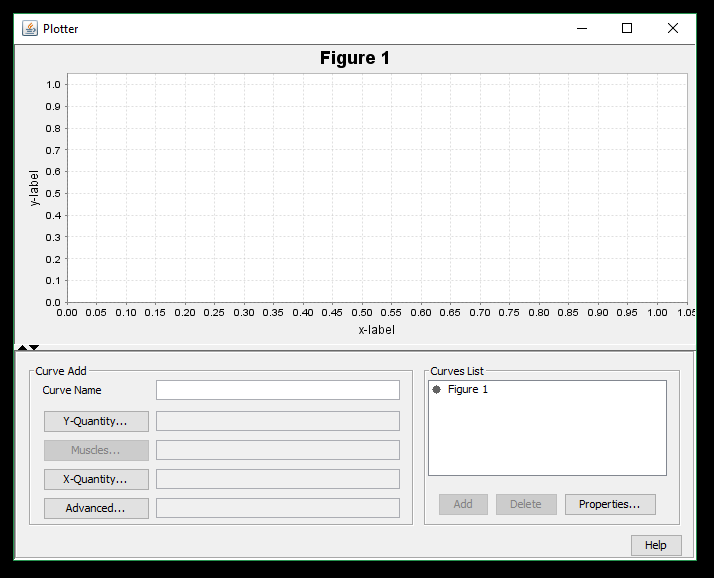 Plotter
Figure 1
1.0
0.9
0.8
0.7
0.6
0.5
0.4
0.3
0.2
0.1
0.0
y-label
0.00 0.05 0.10 0.15 0.20 0.25 0.30 0.35 0.40 0.45 0.50 0.55 0.60 0.65 0.70 0.75 0.80 0.85 0.90 0.95 1.00 1.05
x-label
Curve Add
Curve Name
Y-Quantity...
Muscles...
X-Quantity...
Advanced...
Curves List
Figure 1
Add Delete Properties...
Help